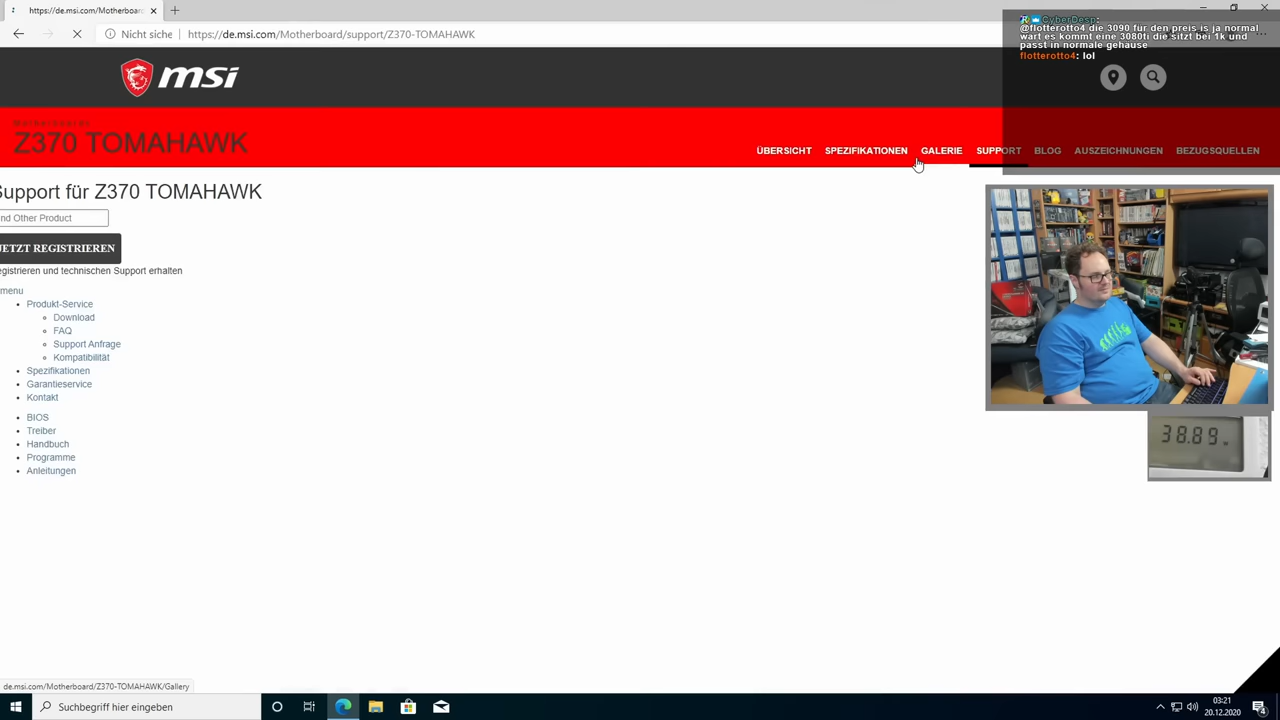 https://de.msi.com/Motherboar
Nicht siche
https://de.msi.com/Motherboard/support/Z370-TOMAHAWK
CyberDesp:
@flotterotto4 die 3090 für den preis is ja normal
wart es kommt eine 3080ti die sitzt bei 1k und
passt in normale gehäuse
flotterotto4: lol
msi
Motherboards
Z370 TOMAHAWK
ÜBERSICHT
SPEZIFIKATIONEN
GALERIE
SUPPORT
BLOG
AUSZEICHNUNGEN
BEZUGSQUELLEN
Support für Z370 TOMAHAWK
nd Other Product
JETZT REGISTRIEREN
egistrieren und technischen Support erhalten
menu
Produkt-Service
Download
FAQ
Support Anfrage
Kompatibilität
Spezifikationen
Garantieservice
Kontakt
BIOS
Treiber
Handbuch
Programme
Anleitungen
38.89
de.msi.com/Motherboard/Z370-TOMAHAWK/Gallery
Suchbegriff hier eingeben
03:21
20.12.2020
4